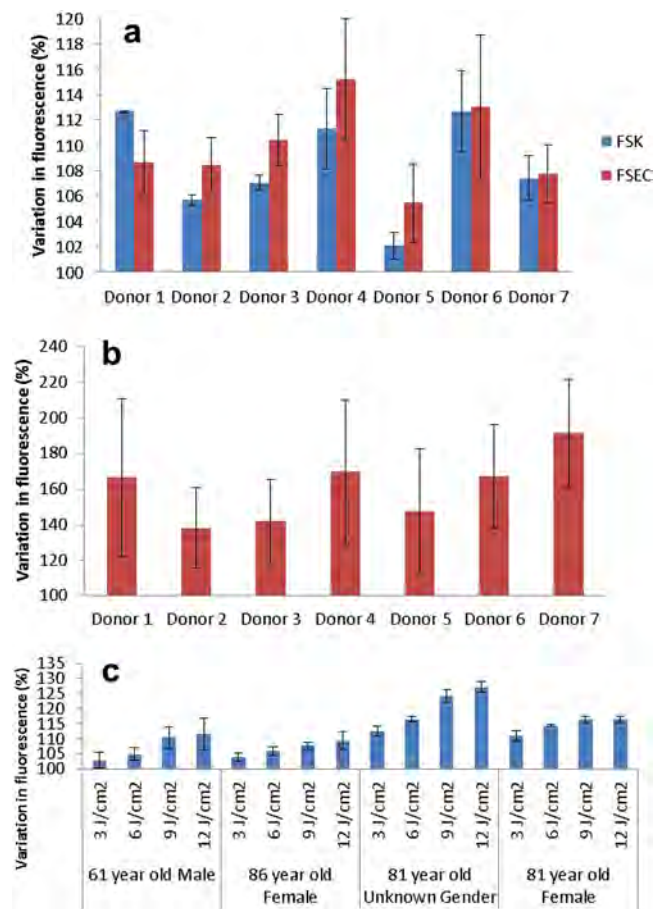 a
Variation in fluorescence (%)
120
118
116
114
112
110
108
106
104
102
100
FSK
FSEC
Donor 1 Donor 2 Donor 3 Donor 4 Donor 5 Donor 6 Donor 7
b
Variation in fluorescence (%)
240
220
200
180
160
140
120
100
Donor 1 Donor 2 Donor 3 Donor 4 Donor 5 Donor 6 Donor 7
c
Variation in fluorescence (%)
135
130
125
120
115
110
105
100
3 J/cm2
6 J/cm2
9 J/cm2
12 J/cm2
3 J/cm2
6 J/cm2
9 J/cm2
12 J/cm2
3 J/cm2
6 J/cm2
9 J/cm2
12 J/cm2
3 J/cm2
6 J/cm2
9 J/cm2
12 J/cm2
61 year old Male
86 year old
Female
81 year old
Unknown Gender
81 year old
Female